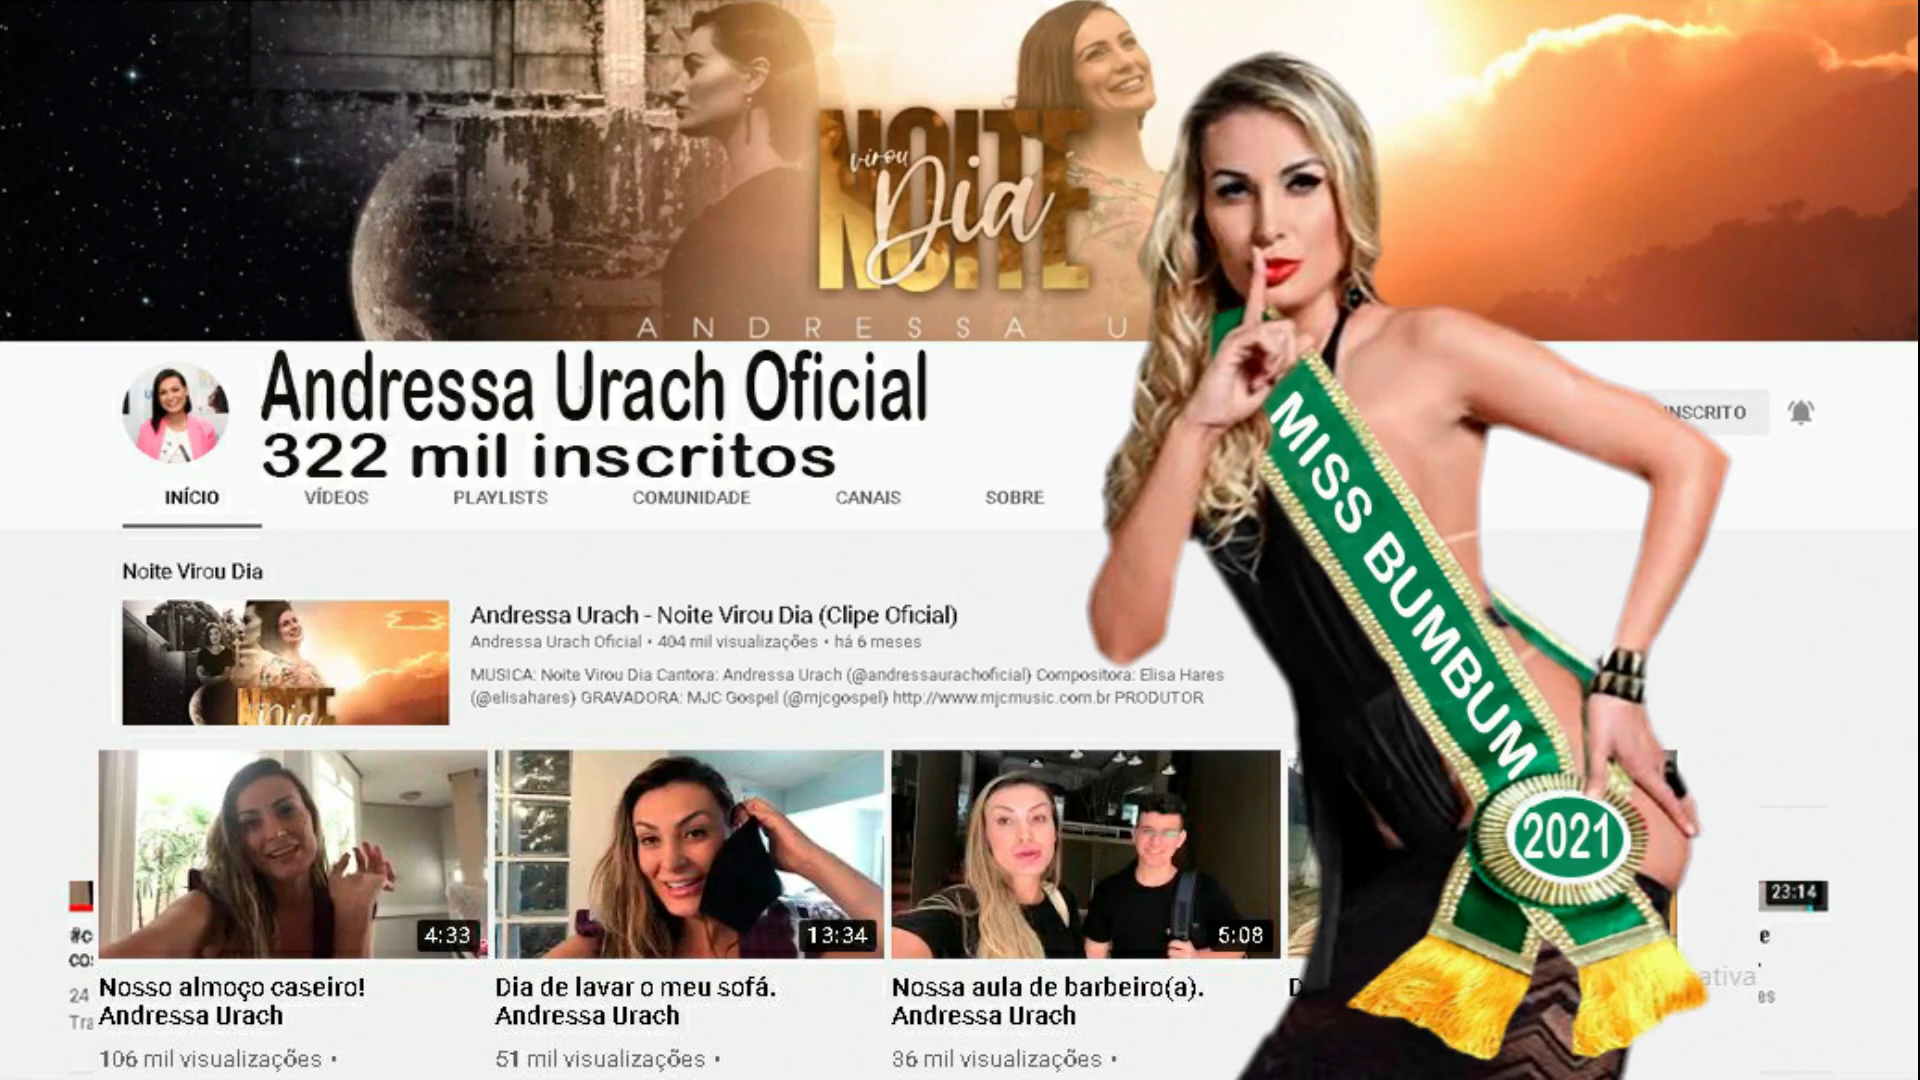 NOITE
virou
Dia
ANDRESSA U
Andressa Urach Oficial
322 mil inscritos
INSCRITO
INÍCIO VÍDEOS PLAYLISTS COMUNIDADE CANAIS SOBRE
Noite Virou Dia
Andressa Urach - Noite Virou Dia (Clipe Oficial)
Andressa Urach Oficial • 404 mil visualizações • há 6 meses
MUSICA: Noite Virou Dia Cantora: Andressa Urach (@andressaurachoficial) Compositora: Elisa Hares
(@elisahares) GRAVADORA: MJC Gospel (@mjcgospel) http://www.mjcmusic.com.br PRODUTOR
NOITE
Dia
MISS BUMBUM
2021
4:33
13:34
5:08
23:14
Nosso almoço caseiro!
Andressa Urach
106 mil visualizações •
Dia de lavar o meu sofá.
Andressa Urach
51 mil visualizações •
Nossa aula de barbeiro(a).
Andressa Urach
36 mil visualizações •